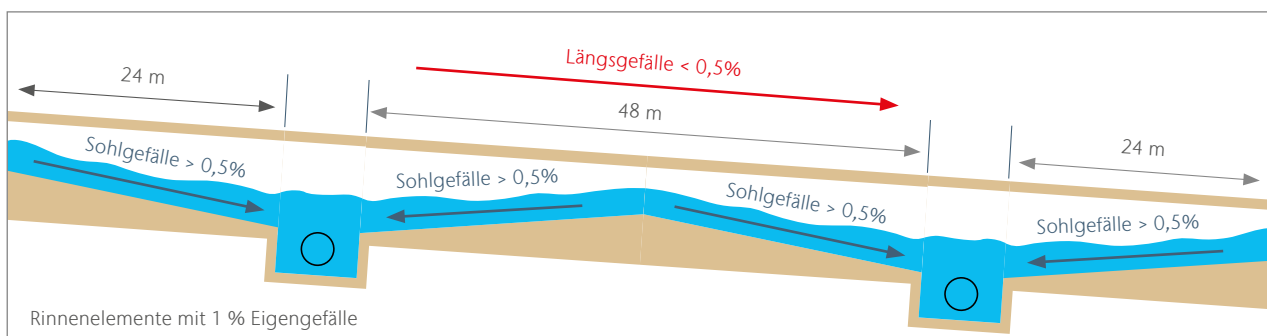 Längsgefälle < 0,5%
24 m
48 m
24 m
Sohlgefälle > 0,5%
Sohlgefälle > 0,5%
Sohlgefälle > 0,5%
Sohlgefälle > 0,5%
Rinnenelemente mit 1 % Eigengefälle